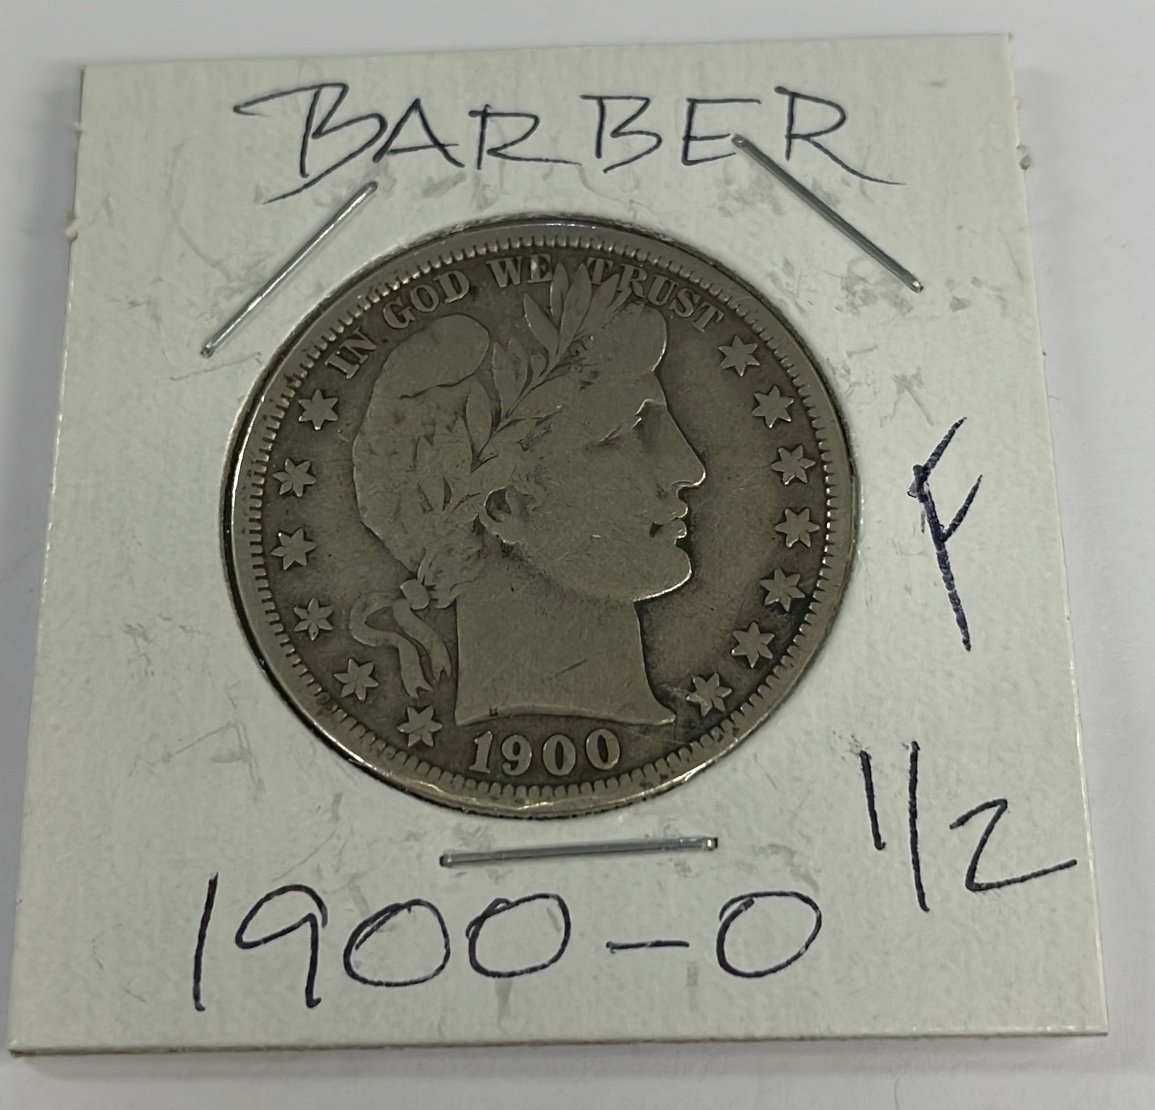 BARBER
IN GOD WE TRUST
F
1900
1/2
1900-O